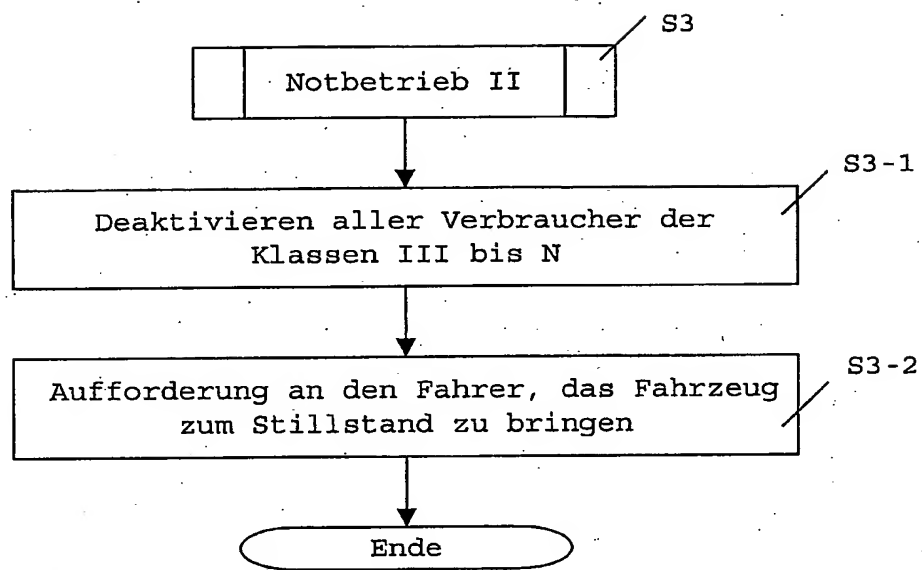 S3
Notbetrieb II
S3-1
Deaktivieren aller Verbraucher der
Klassen III bis N
S3-2
Aufforderung an den Fahrer, das Fahrzeug
zum Stillstand zu bringen
Ende